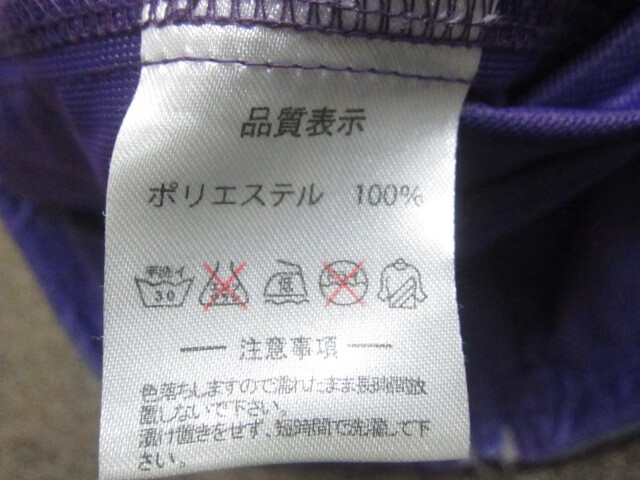 品質表示
ポリエステル 100%
手洗イ
30
低
注意事項
色落ちしますので濡れたまま長時間放
置しないで下さい。
漬け置きをせず、短時間で洗濯して下
さい。